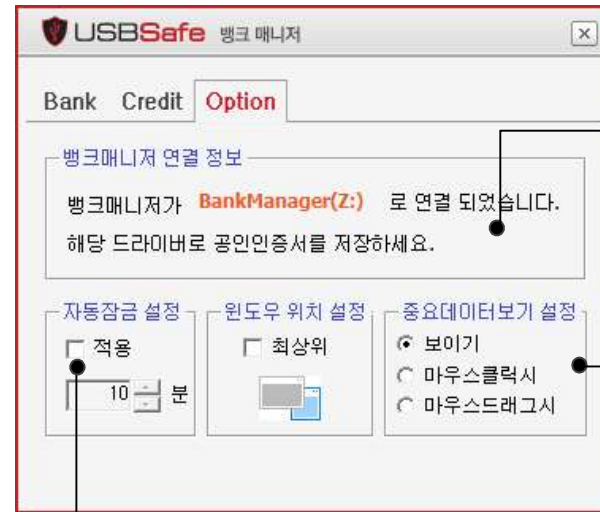 USBSafe 뱅크 매니저
Bank Credit Option
뱅크매니저 연결 정보
뱅크매니저가 BankManager(Z:) 로 연결 되었습니다.
해당 드라이버로 공인인증서를 저장하세요.
자동잠금 설정
적용
10 분
윈도우 위치 설정
최상위
중요데이터보기 설정
보이기
마우스클릭시
마우스드래그시